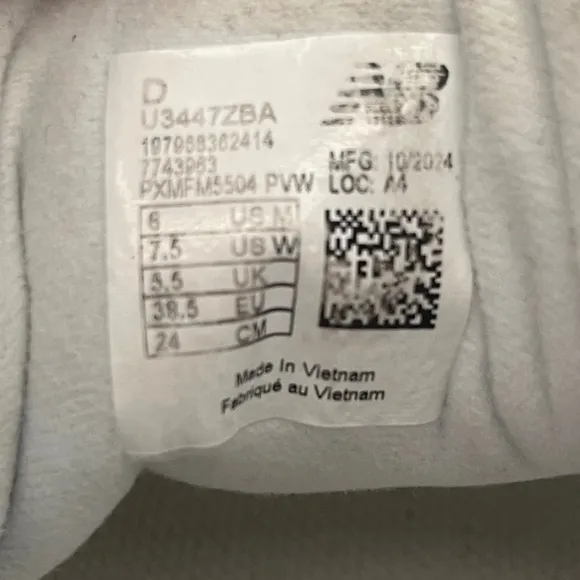 D
U3447ZBA
197968362414
7743963
PXMFM5504 PVW
MFG: 10/2024
LOC: A4
6 US M
7.5 US W
5.5 UK
38.5 EU
24 CM
Made In Vietnam
Fabriqué au Vietnam